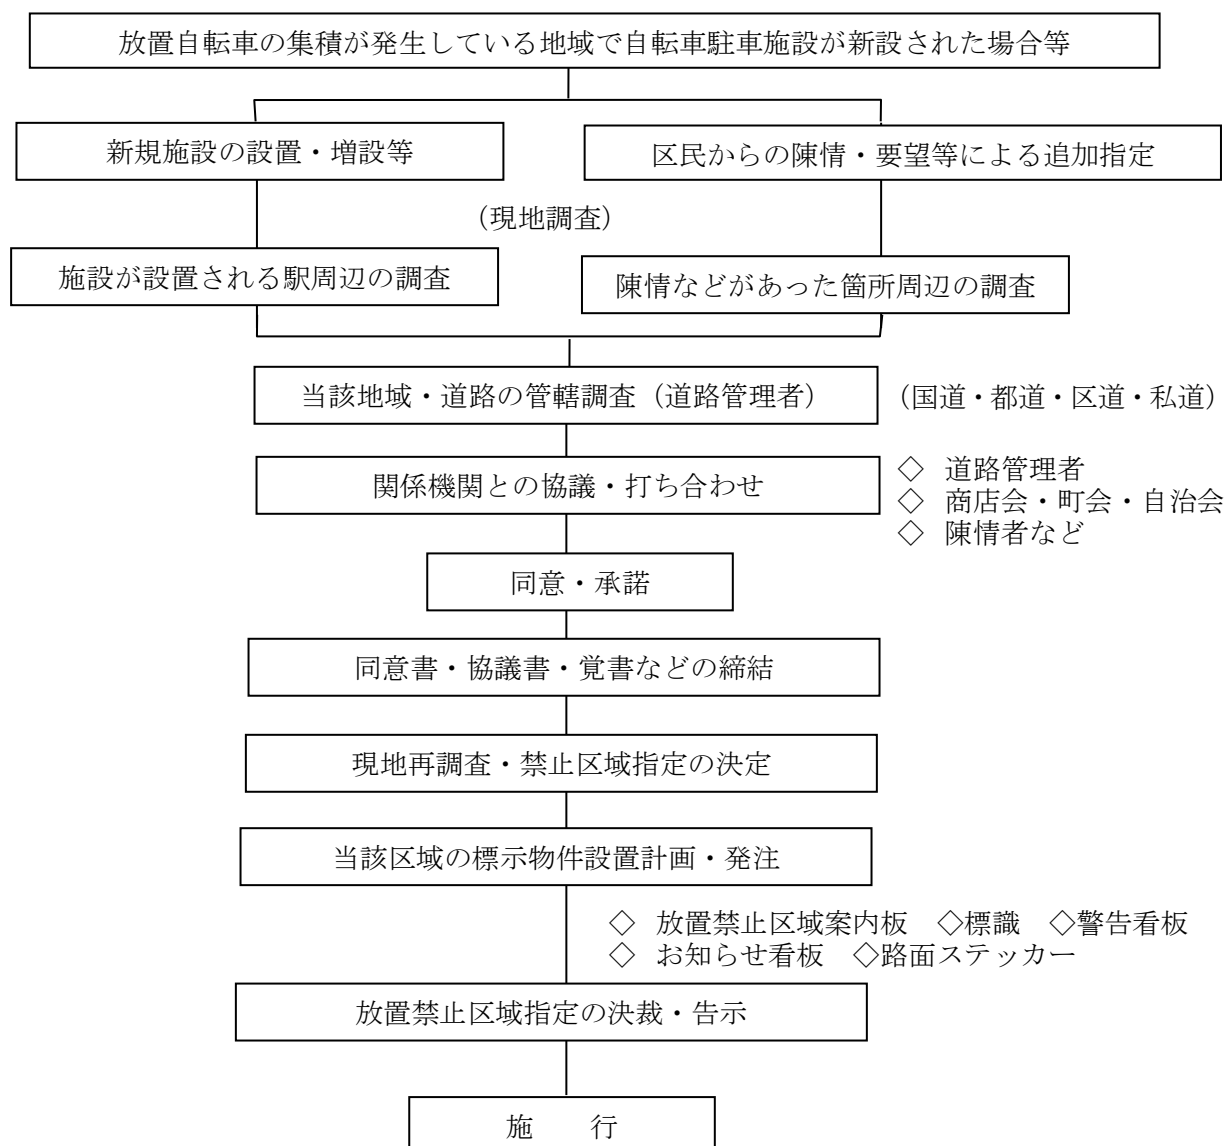 放置自転車の集積が発生している地域で自転車駐車施設が新設された場合等
新規施設の設置・増設等
区民からの陳情・要望等による追加指定
（現地調査）
施設が設置される駅周辺の調査
陳情などがあった箇所周辺の調査
当該地域・道路の管轄調査（道路管理者）
（国道・都道・区道・私道）
関係機関との協議・打ち合わせ
◇ 道路管理者
◇ 商店会・町会・自治会
◇ 陳情者など
同意・承諾
同意書・協議書・覚書などの締結
現地再調査・禁止区域指定の決定
当該区域の標示物件設置計画・発注
◇ 放置禁止区域案内板 ◇標識 ◇警告看板
◇ お知らせ看板 ◇路面ステッカー
放置禁止区域指定の決裁・告示
施　　行